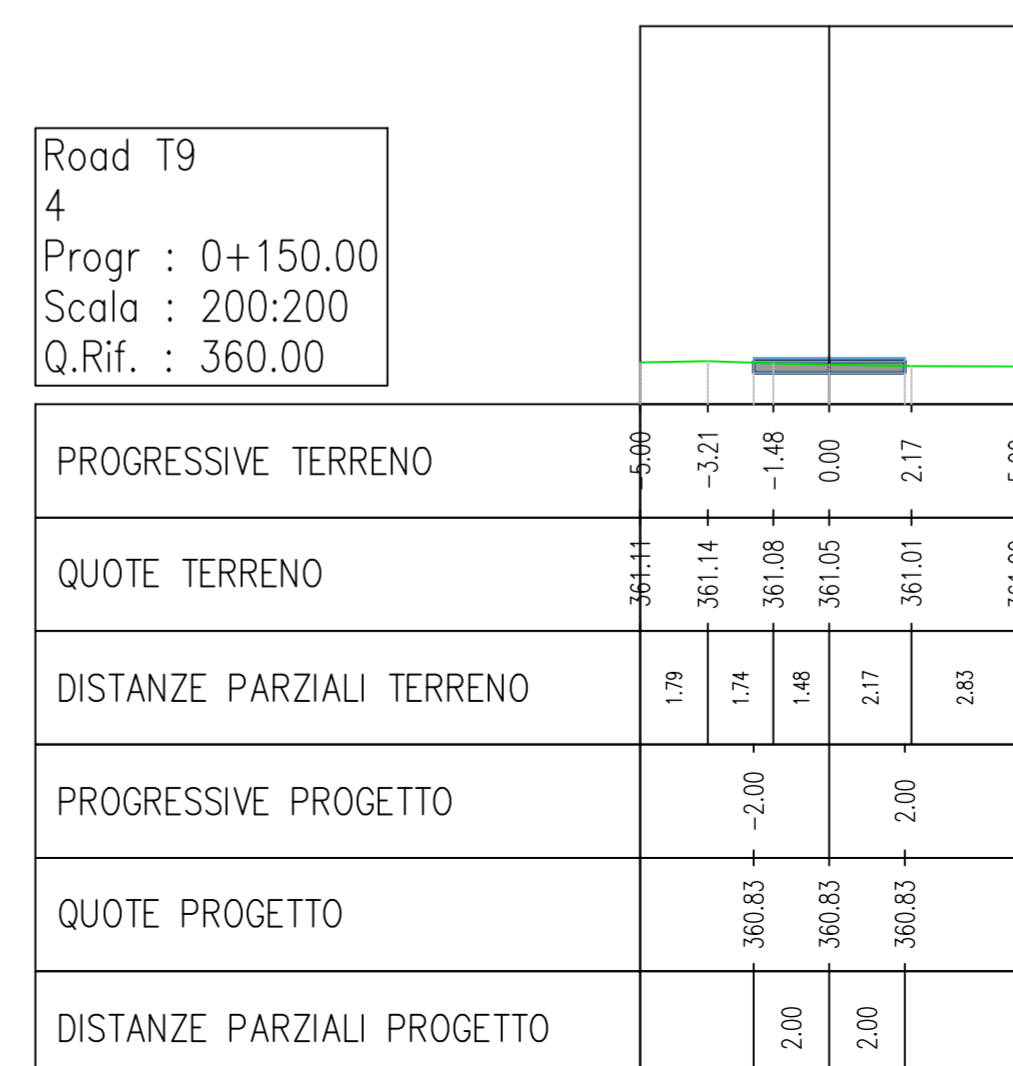 Road T9
4
Progr : 0+150.00
Scala : 200:200
Q.Rif. : 360.00
PROGRESSIVE TERRENO -5.00 -3.21 -1.48 0.00 2.17
QUOTE TERRENO 361.11 361.14 361.08 361.05 361.01
DISTANZE PARZIALI TERRENO 1.79 1.74 1.48 2.17 2.83
PROGRESSIVE PROGETTO -2.00 2.00
QUOTE PROGETTO 360.83 360.83 360.83
DISTANZE PARZIALI PROGETTO 2.00 2.00